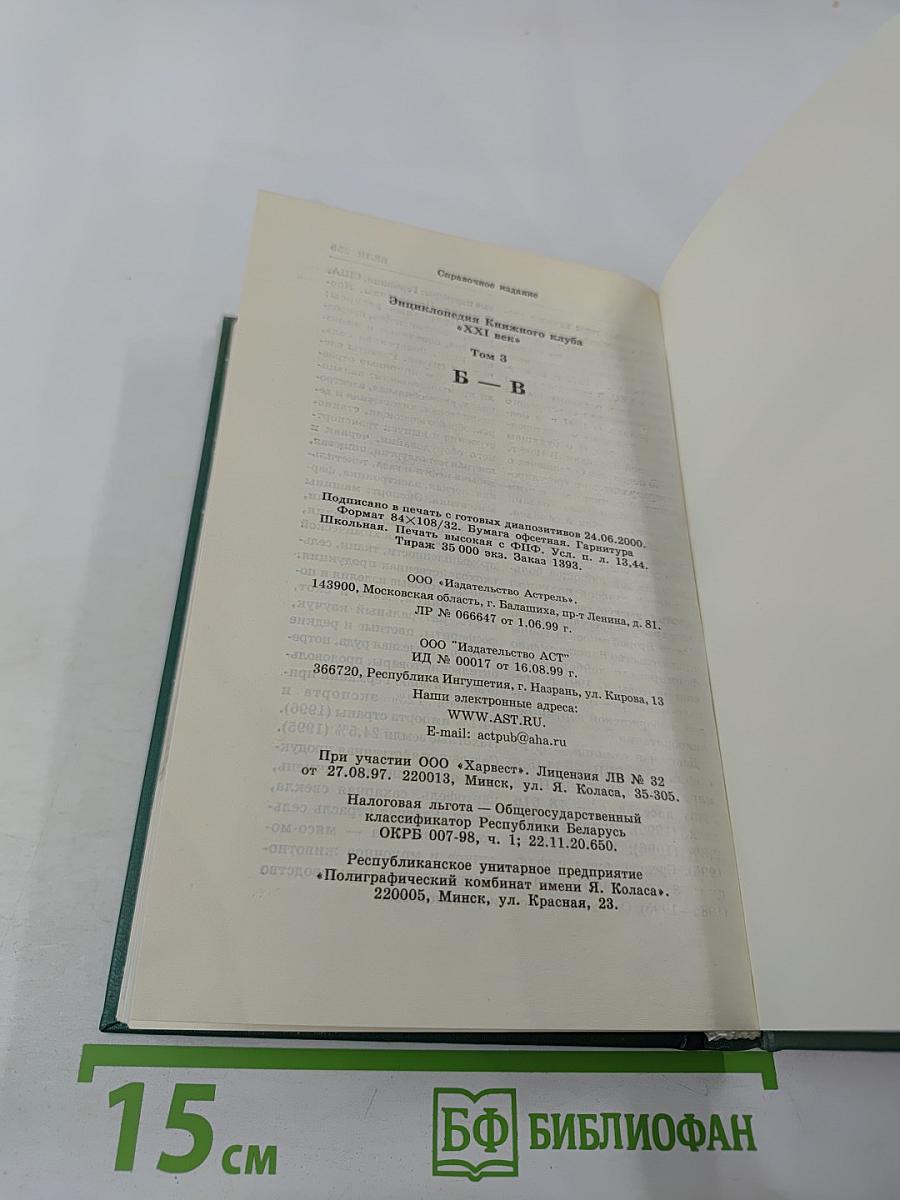 Справочное издание
Энциклопедия Книжного клуба
«XXI век»
Том 3
Б — В
Подписано в печать с готовых диапозитивов 24.06.2000.
Формат 84×108/32. Бумага офсетная. Гарнитура
Школьная. Печать высокая с ФПФ. Усл. п. л. 13,44.
Тираж 35 000 экз. Заказ 1393.
ООО «Издательство Астрель».
143900, Московская область, г. Балашиха, пр-т Ленина, д. 81.
ЛР № 066647 от 1.06.99 г.
ООО "Издательство АСТ"
ИД № 00017 от 16.08.99 г.
366720, Республика Ингушетия, г. Назрань, ул. Кирова, 13
Наши электронные адреса:
WWW.AST.RU.
E-mail: actpub@aha.ru
При участии ООО «Харвест». Лицензия ЛВ № 32
от 27.08.97. 220013, Минск, ул. Я. Коласа, 35-305.
Налоговая льгота — Общегосударственный
классификатор Республики Беларусь
ОКРБ 007-98, ч. 1; 22.11.20.650.
Республиканское унитарное предприятие
«Полиграфический комбинат имени Я. Коласа».
220005, Минск, ул. Красная, 23.
15 см
БФ БИБЛИОФАН